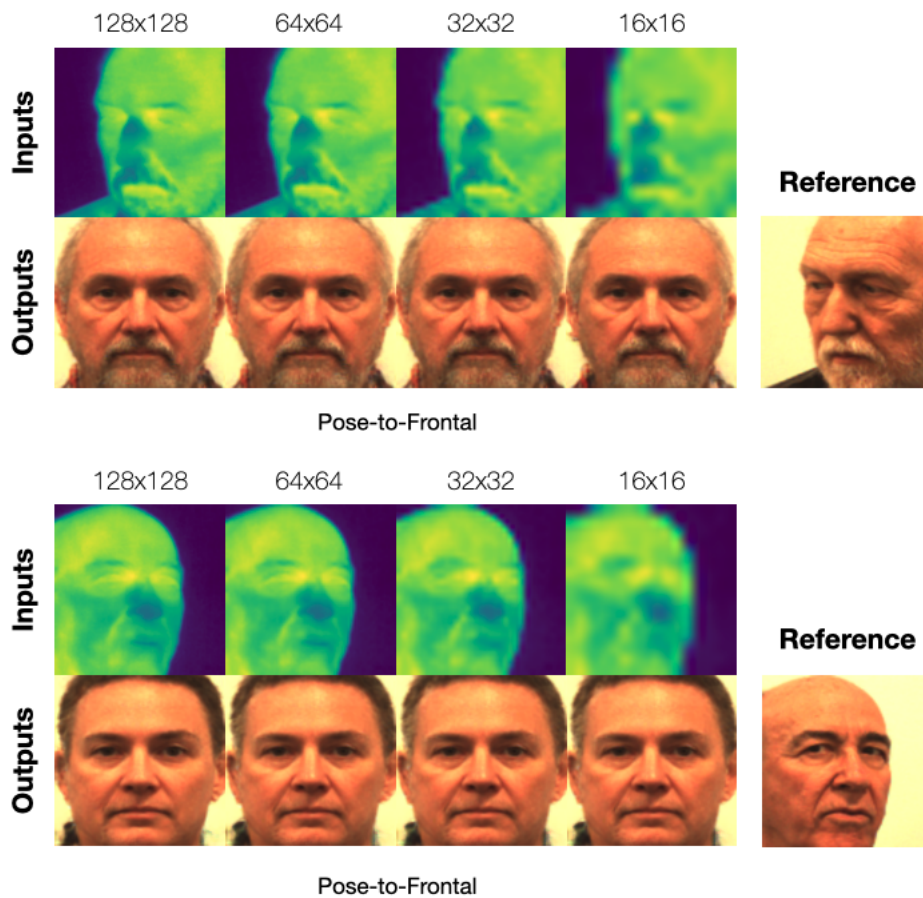 128x128 64x64 32x32 16x16
Inputs
Reference
Outputs
Pose-to-Frontal
128x128 64x64 32x32 16x16
Inputs
Reference
Outputs
Pose-to-Frontal